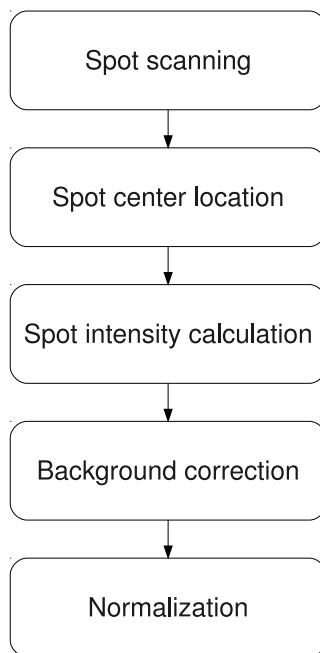 Spot scanning
Spot center location
Spot intensity calculation
Background correction
Normalization